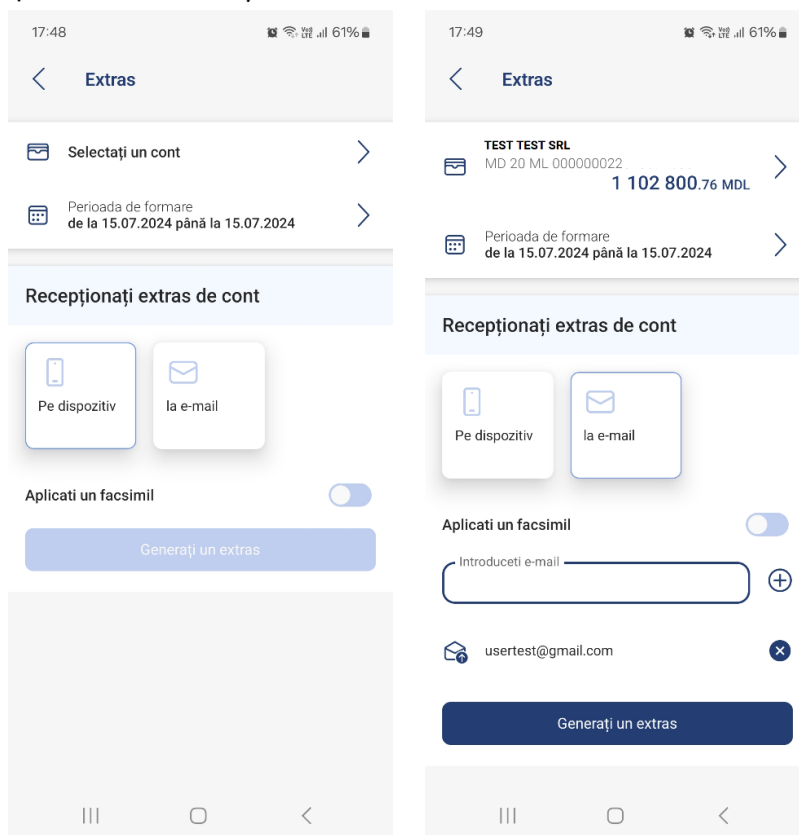 17:48
Vo)) LTE 61%
Extras
Selectați un cont
Perioada de formare
de la 15.07.2024 până la 15.07.2024
Recepționați extras de cont
Pe dispozitiv
la e-mail
Aplicati un facsimil
Generați un extras
17:49
Vo)) LTE 61%
Extras
TEST TEST SRL
MD 20 ML 000000022
1 102 800.76 MDL
Perioada de formare
de la 15.07.2024 până la 15.07.2024
Recepționați extras de cont
Pe dispozitiv
la e-mail
Aplicati un facsimil
Introduceti e-mail
usertest@gmail.com
Generați un extras